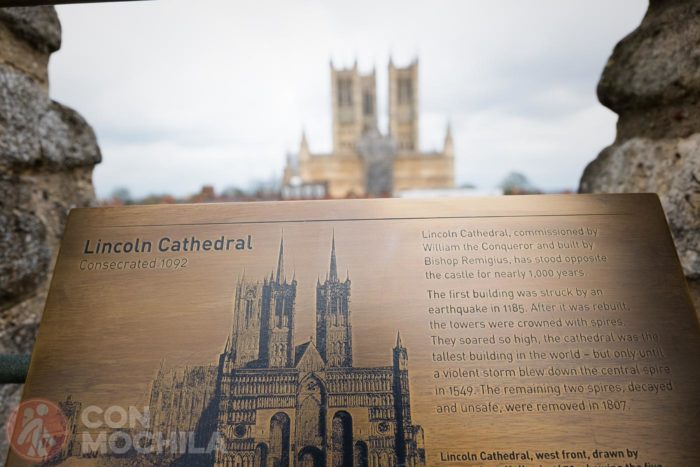 Lincoln Cathedral
Consecrated 1092
Lincoln Cathedral, commissioned by
William the Conqueror and built by
Bishop Remigius, has stood opposite
the castle for nearly 1,000 years.
The first building was struck by an
earthquake in 1185. After it was rebuilt,
the towers were crowned with spires.
They soared so high, the cathedral was the
tallest building in the world – but only until
a violent storm blew down the central spire
in 1549. The remaining two spires, decayed
and unsafe, were removed in 1807.
Lincoln Cathedral, west front, drawn by
CON
MOCHILA